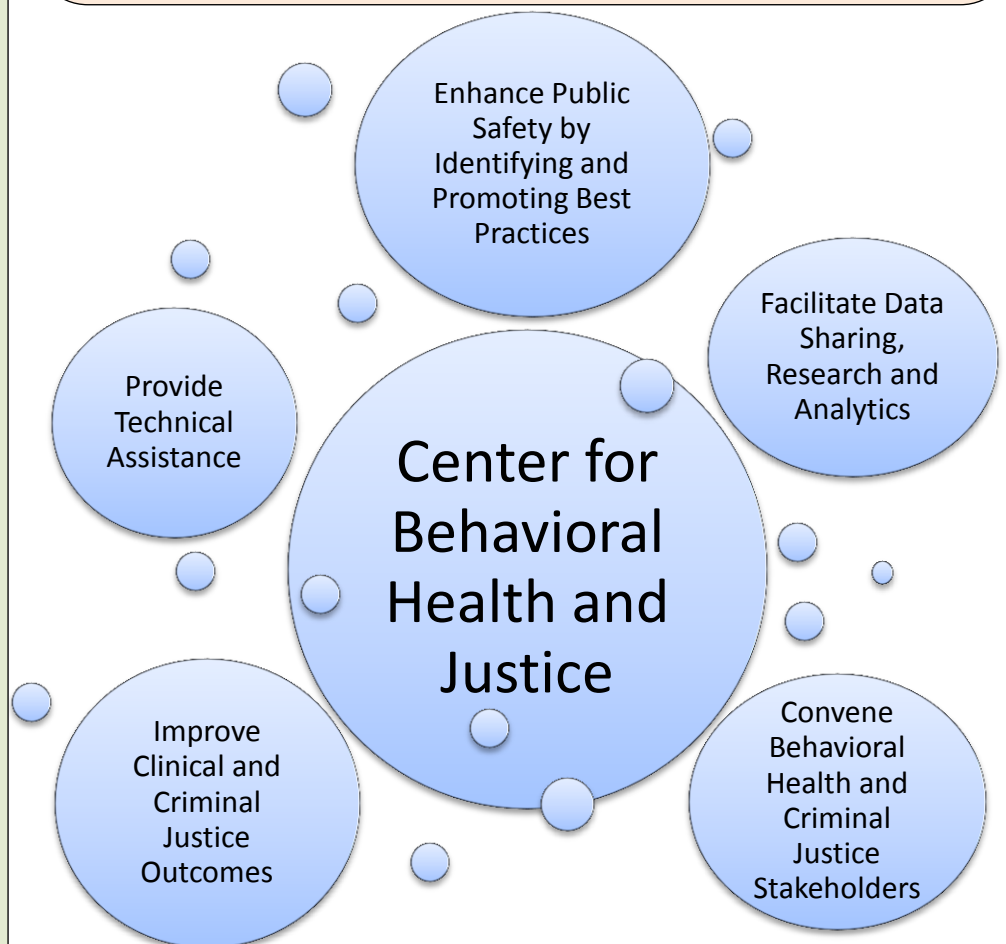 Enhance Public
Safety by
Identifying and
Promoting Best
Practices
Facilitate Data
Sharing,
Research and
Analytics
Provide
Technical
Assistance
Center for
Behavioral
Health and
Justice
Improve
Clinical and
Criminal
Justice
Outcomes
Convene
Behavioral
Health and
Criminal
Justice
Stakeholders